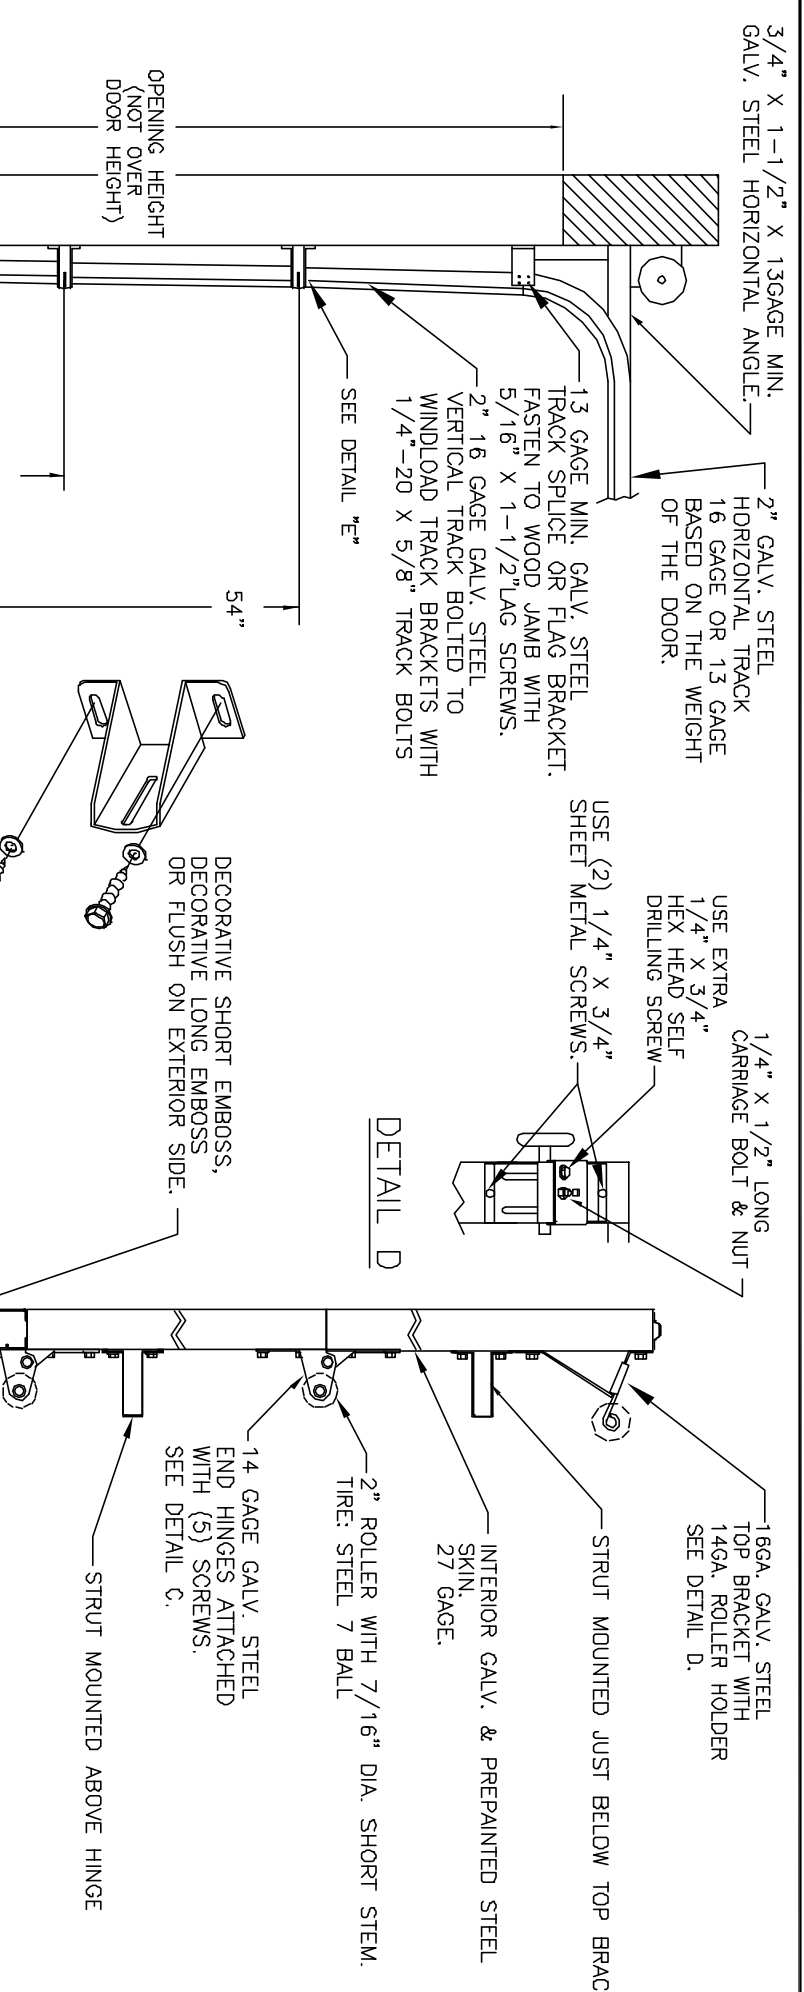 3/4" X 1-1/2" X 13GAGE MIN.
GALV. STEEL HORIZONTAL ANGLE.
OPENING HEIGHT
(NOT OVER
DOOR HEIGHT)
2" GALV. STEEL
HORIZONTAL TRACK
16 GAGE OR 13 GAGE
BASED ON THE WEIGHT
OF THE DOOR.
13 GAGE MIN. GALV. STEEL
TRACK SPLICE OR FLAG BRACKET.
FASTEN TO WOOD JAMB WITH
5/16" X 1-1/2"LAG SCREWS.
2" 16 GAGE GALV. STEEL
VERTICAL TRACK BOLTED TO
WINDLOAD TRACK BRACKETS WITH
1/4"-20 X 5/8" TRACK BOLTS
SEE DETAIL "E"
54"
1/4" X 1/2" LONG
CARRIAGE BOLT & NUT
USE EXTRA
1/4" X 3/4"
HEX HEAD SELF
DRILLING SCREW
USE (2) 1/4" X 3/4"
SHEET METAL SCREWS.
DETAIL D
DECORATIVE SHORT EMBOSS,
DECORATIVE LONG EMBOSS
OR FLUSH ON EXTERIOR SIDE.
16GA. GALV. STEEL
TOP BRACKET WITH
14GA. ROLLER HOLDER
SEE DETAIL D.
STRUT MOUNTED JUST BELOW TOP BRAC
INTERIOR GALV. & PREPAINTED STEEL
SKIN.
27 GAGE.
2" ROLLER WITH 7/16" DIA. SHORT STEM.
TIRE: STEEL 7 BALL
14 GAGE GALV. STEEL
END HINGES ATTACHED
WITH (5) SCREWS.
SEE DETAIL C.
STRUT MOUNTED ABOVE HINGE